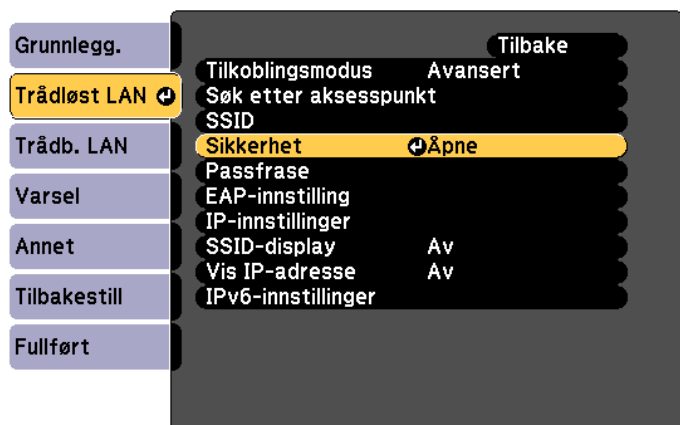 Grunnlegg.
Trådløst LAN
Trådb. LAN
Varsel
Annet
Tilbakestill
Fullført
Tilbake
Tilkoblingsmodus Avansert
Søk etter aksesspunkt
SSID
Sikkerhet Åpne
Passfrase
EAP-innstilling
IP-innstillinger
SSID-display Av
Vis IP-adresse Av
IPv6-innstillinger